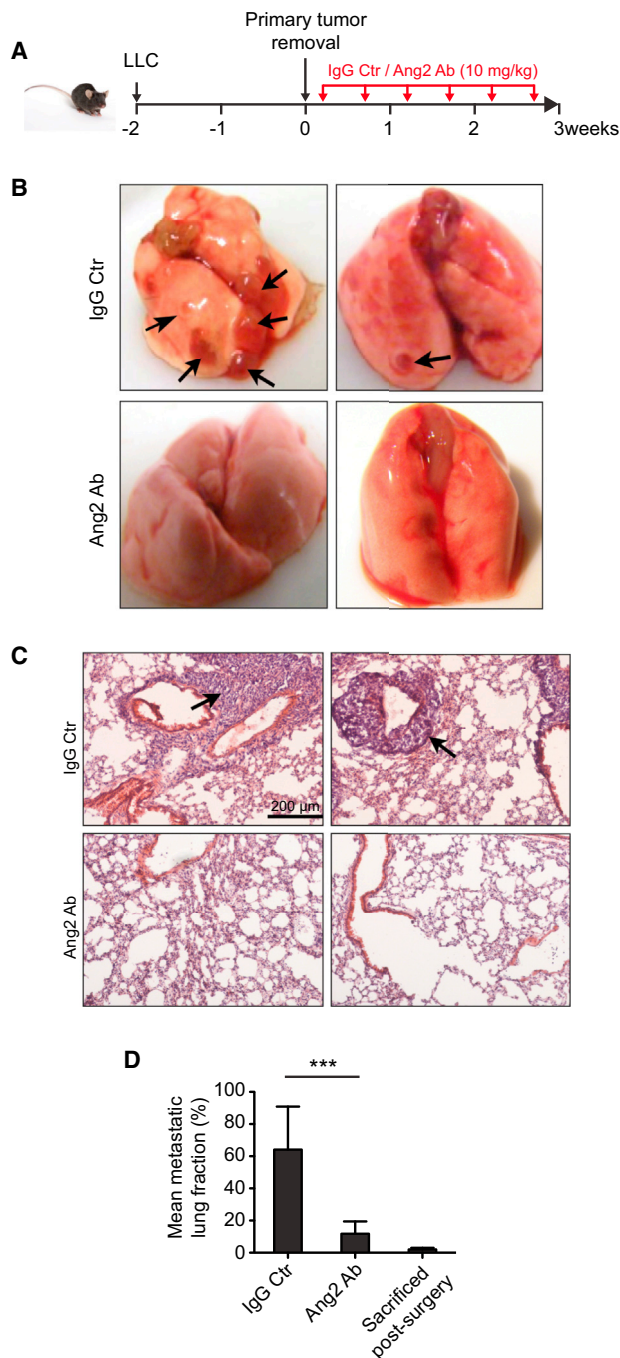 A
LLC
Primary tumor
removal
IgG Ctr / Ang2 Ab (10 mg/kg)
-2 -1 0 1 2 3weeks
B
IgG Ctr
Ang2 Ab
C
IgG Ctr
200 µm
Ang2 Ab
D
***
Mean metastatic
lung fraction (%)
100
80
60
40
20
0
IgG Ctr
Ang2 Ab
Sacrificed
post-surgery